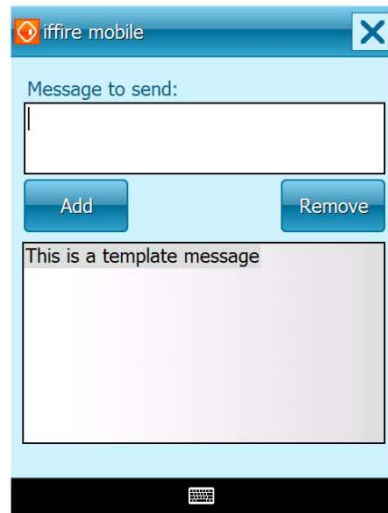 iffire mobile
Message to send:
Add Remove
This is a template message